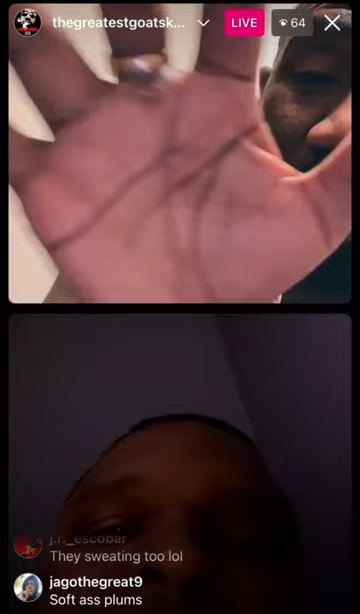 thegreatestgoatsk...
LIVE
64
j.r._escobar
They sweating too lol
jagothegreat9
Soft ass plums